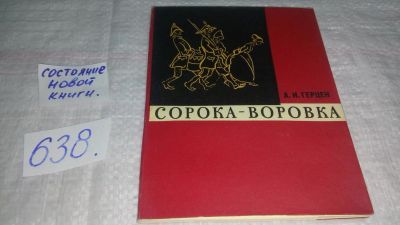 состояние
новой
книги.
638.
А. И. ГЕРЦЕН
СОРОКА-ВОРОВКА